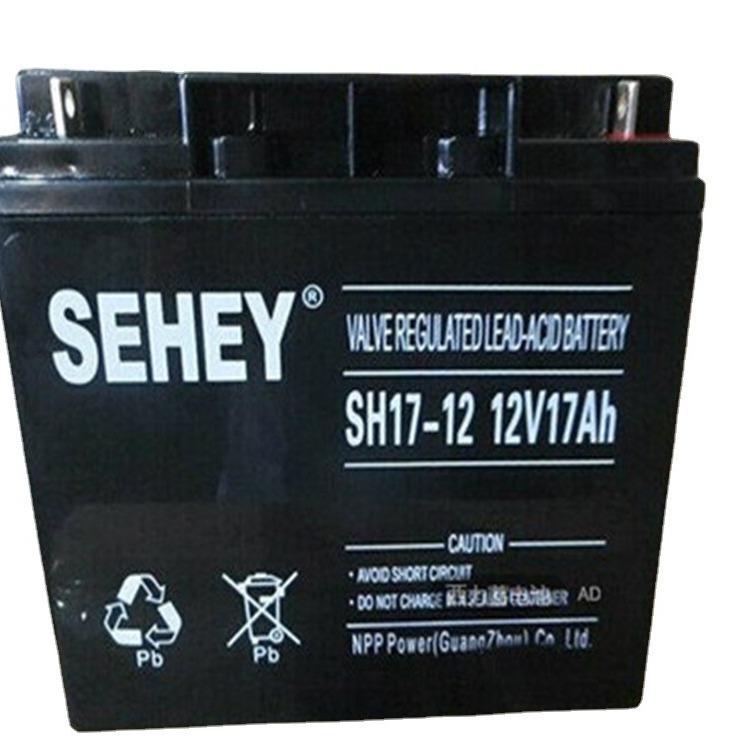 SEHEY®
VALVE REGULATED LEAD-ACID BATTERY
SH17-12 12V17Ah
CAUTION
• AVOID SHORT CIRCUIT
• DO NOT CHARGE
AD
NPP Power(GuangZhou) Co. Ltd.
Pb
Pb